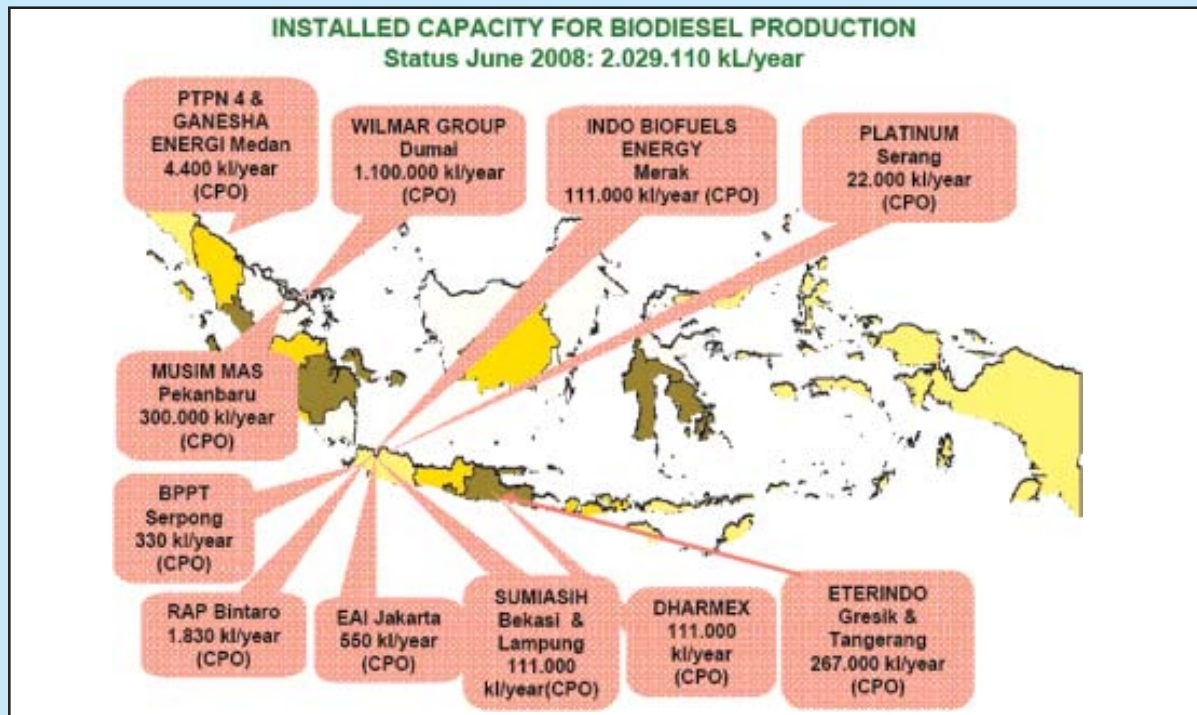 INSTALLED CAPACITY FOR BIODIESEL PRODUCTION
Status June 2008: 2.029.110 kL/year
PTPN 4 &
GANESHA
ENERGI Medan
4.400 kl/year
(CPO)
WILMAR GROUP
Dumai
1.100.000 kl/year
(CPO)
INDO BIOFUELS
ENERGY
Merak
111.000 kl/year (CPO)
PLATINUM
Serang
22.000 kl/year
(CPO)
MUSIM MAS
Pekanbaru
300.000 kl/year
(CPO)
BPPT
Serpong
330 kl/year
(CPO)
RAP Bintaro
1.830 kl/year
(CPO)
EAI Jakarta
550 kl/year
(CPO)
SUMIASIH
Bekasi &
Lampung
111.000
kl/year(CPO)
DHARMEX
111.000
kl/year
(CPO)
ETERINDO
Gresik &
Tangerang
267.000 kl/year
(CPO)